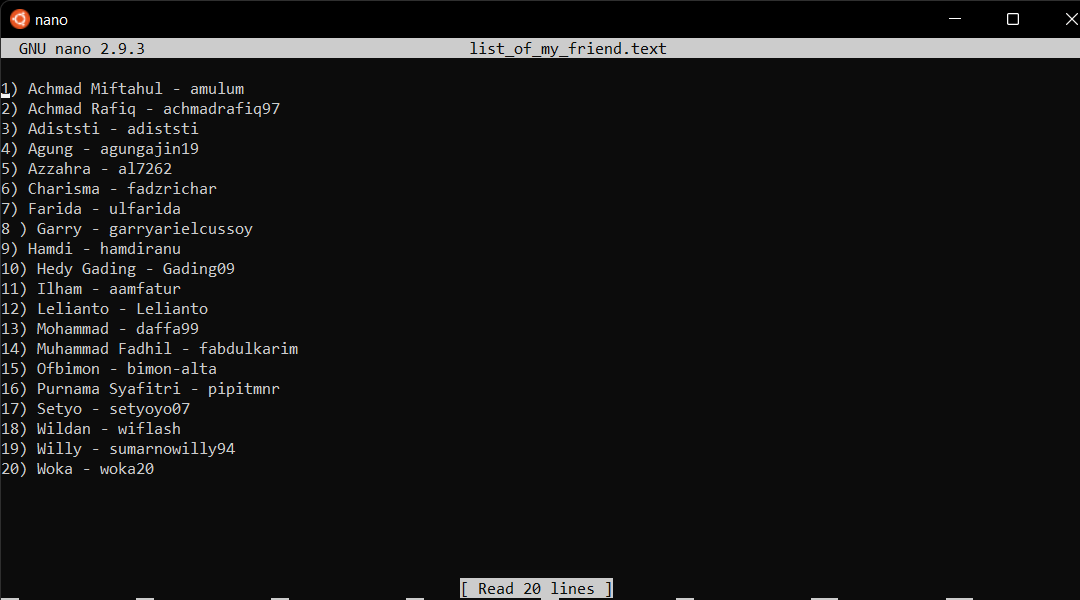 nano
GNU nano 2.9.3 list_of_my_friend.text
1) Achmad Miftahul - amulum
2) Achmad Rafiq - achmadrafiq97
3) Adiststi - adiststi
4) Agung - agungajin19
5) Azzahra - al7262
6) Charisma - fadzrichar
7) Farida - ulfarida
8 ) Garry - garryarielcussoy
9) Hamdi - hamdiranu
10) Hedy Gading - Gading09
11) Ilham - aamfatur
12) Lelianto - Lelianto
13) Mohammad - daffa99
14) Muhammad Fadhil - fabdulkarim
15) Ofbimon - bimon-alta
16) Purnama Syafitri - pipitmnr
17) Setyo - setyoyo07
18) Wildan - wiflash
19) Willy - sumarnowilly94
20) Woka - woka20
[ Read 20 lines ]